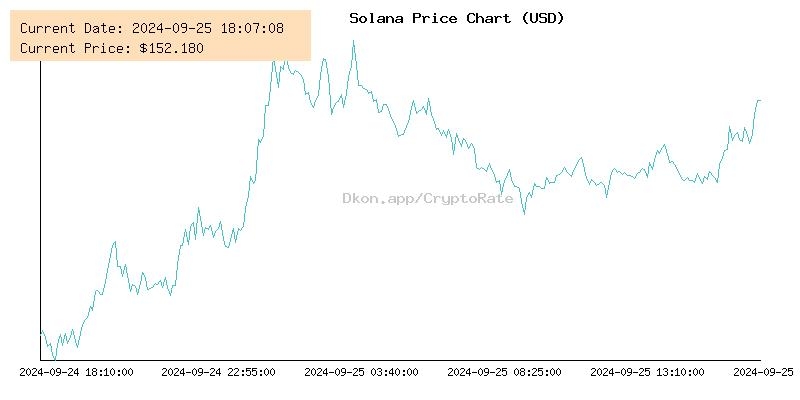 Solana Price Chart (USD)
Current Date: 2024-09-25 18:07:08
Current Price: $152.180
Dkon.app/CryptoRate
2024-09-24 18:10:00 2024-09-24 22:55:00 2024-09-25 03:40:00 2024-09-25 08:25:00 2024-09-25 13:10:00 2024-09-25